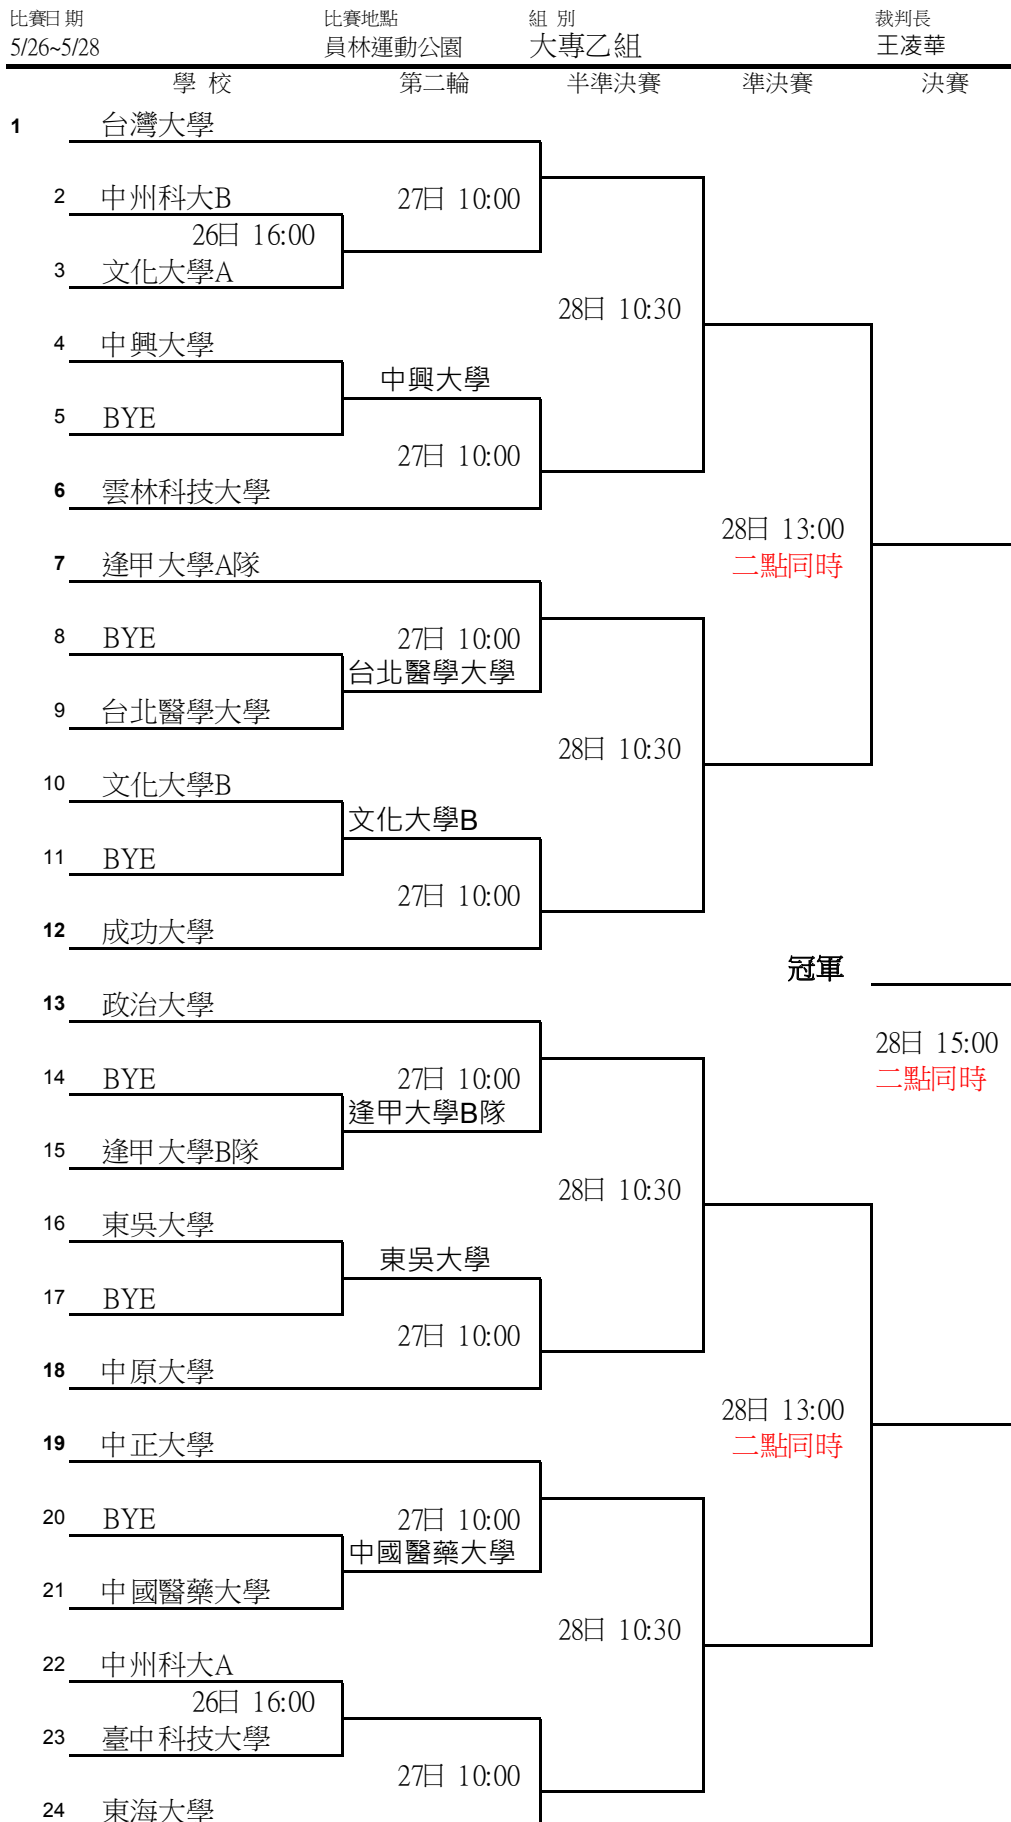 比賽日期 比賽地點 組 別 裁判長
5/26~5/28 員林運動公園 大專乙組 王凌華
學 校 第二輪 半準決賽 準決賽 決賽
1 台灣大學
2 中州科大B 27日 10:00
26日 16:00
3 文化大學A
28日 10:30
4 中興大學
中興大學
5 BYE
27日 10:00
6 雲林科技大學
28日 13:00
7 逢甲大學A隊 二點同時
8 BYE 27日 10:00
台北醫學大學
9 台北醫學大學
28日 10:30
10 文化大學B
文化大學B
11 BYE
27日 10:00
12 成功大學
冠軍
13 政治大學
28日 15:00
14 BYE 27日 10:00 二點同時
逢甲大學B隊
15 逢甲大學B隊
28日 10:30
16 東吳大學
東吳大學
17 BYE
27日 10:00
18 中原大學
28日 13:00
19 中正大學 二點同時
20 BYE 27日 10:00
中國醫藥大學
21 中國醫藥大學
28日 10:30
22 中州科大A
26日 16:00
23 臺中科技大學
27日 10:00
24 東海大學